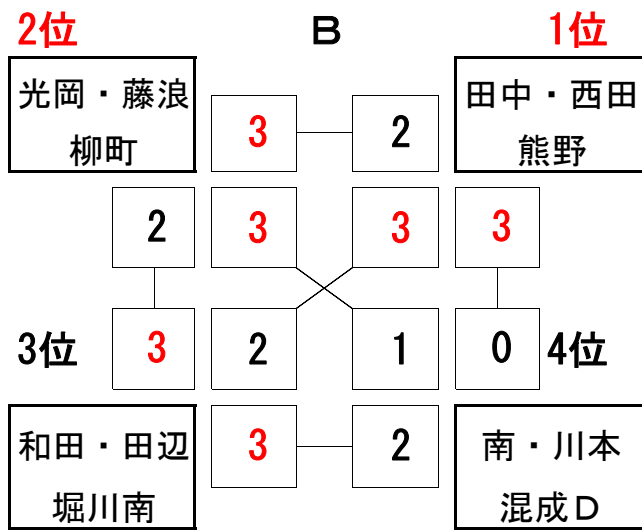 2位 B 1位
光岡・藤浪 田中・西田
柳町 3 2 熊野
2 3 3 3
3位 3 2 1 0 4位
和田・田辺 3 2 南・川本
堀川南 混成D